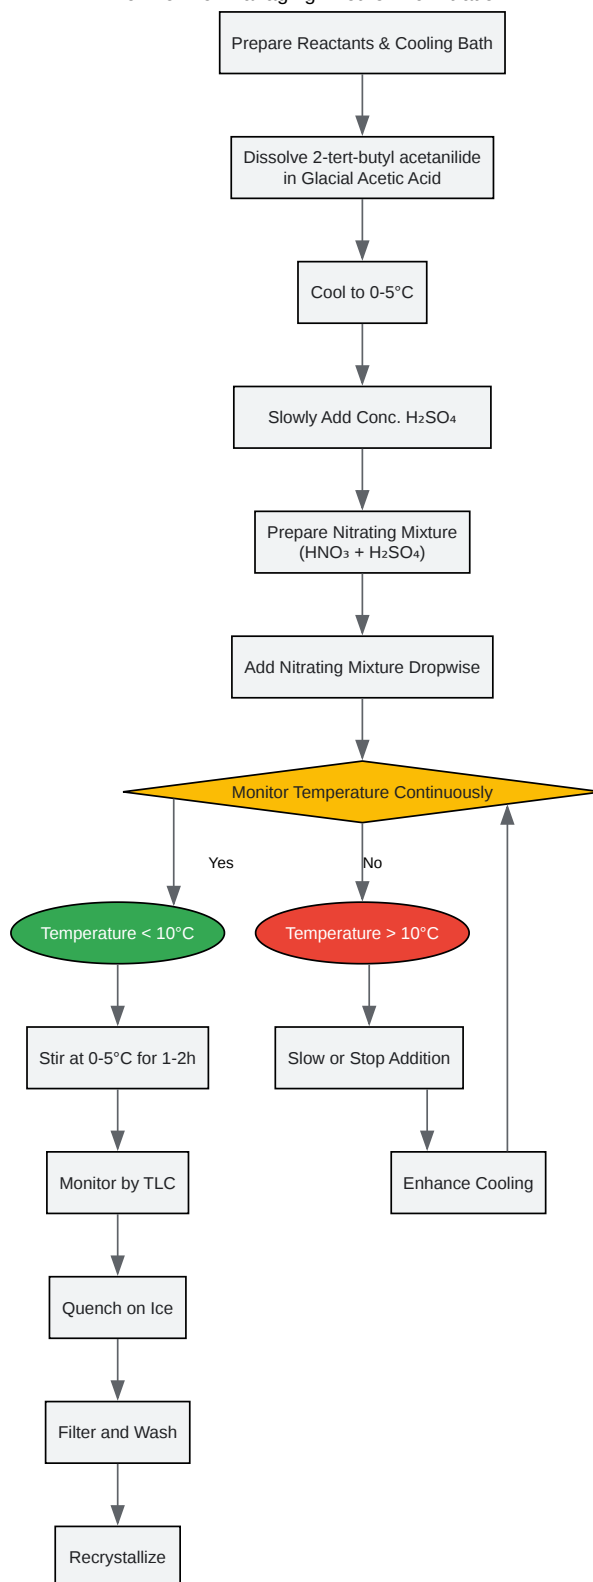 Prepare Reactants & Cooling Bath
Dissolve 2-tert-butyl acetanilide
in Glacial Acetic Acid
Cool to 0-5°C
Slowly Add Conc. H₂SO₄
Prepare Nitrating Mixture
(HNO₃ + H₂SO₄)
Add Nitrating Mixture Dropwise
Monitor Temperature Continuously
Yes
No
Temperature < 10°C
Temperature > 10°C
Stir at 0-5°C for 1-2h
Slow or Stop Addition
Monitor by TLC
Enhance Cooling
Quench on Ice
Filter and Wash
Recrystallize